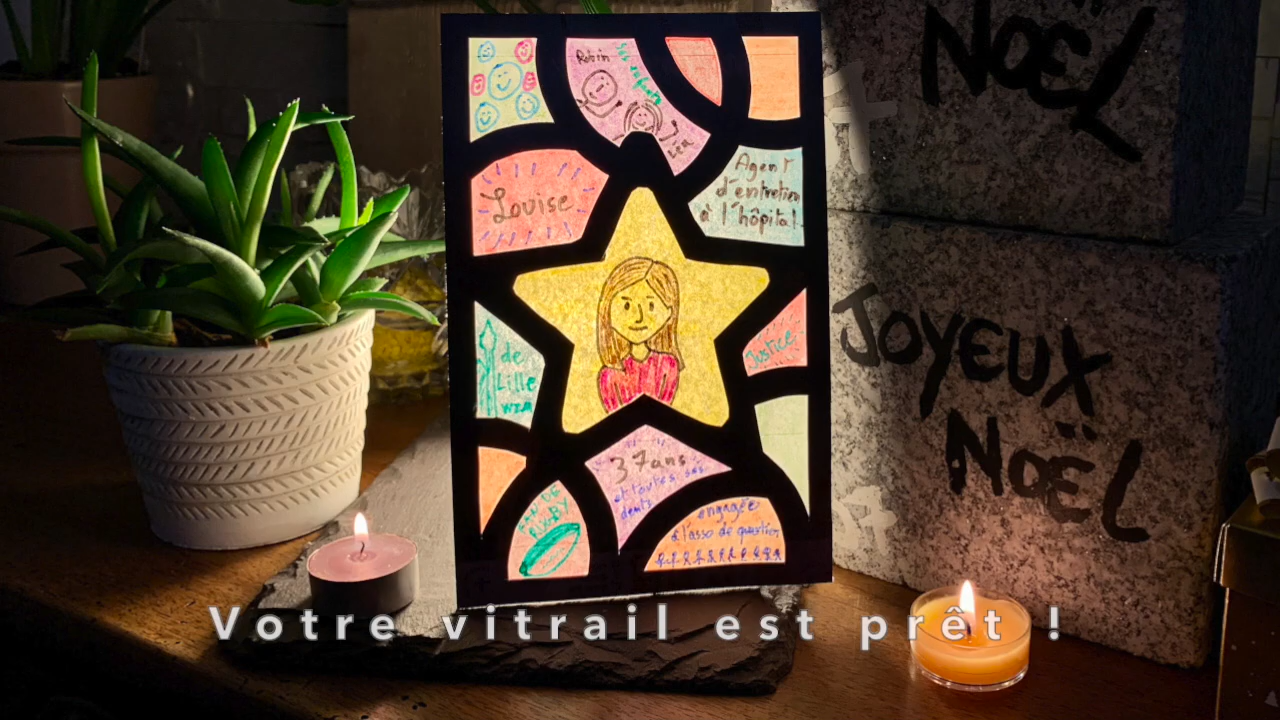 NOËL
Robin
Ses enfants
Léa
Louise
Agent
d'entretien
à l'hôpital
de
Lille
Justice
JOYEUX
NOËL
37 ans
et toutes ses
dents
FAN DE
RUGBY
engagée
à l'asso de quartier
Votre vitrail est prêt !